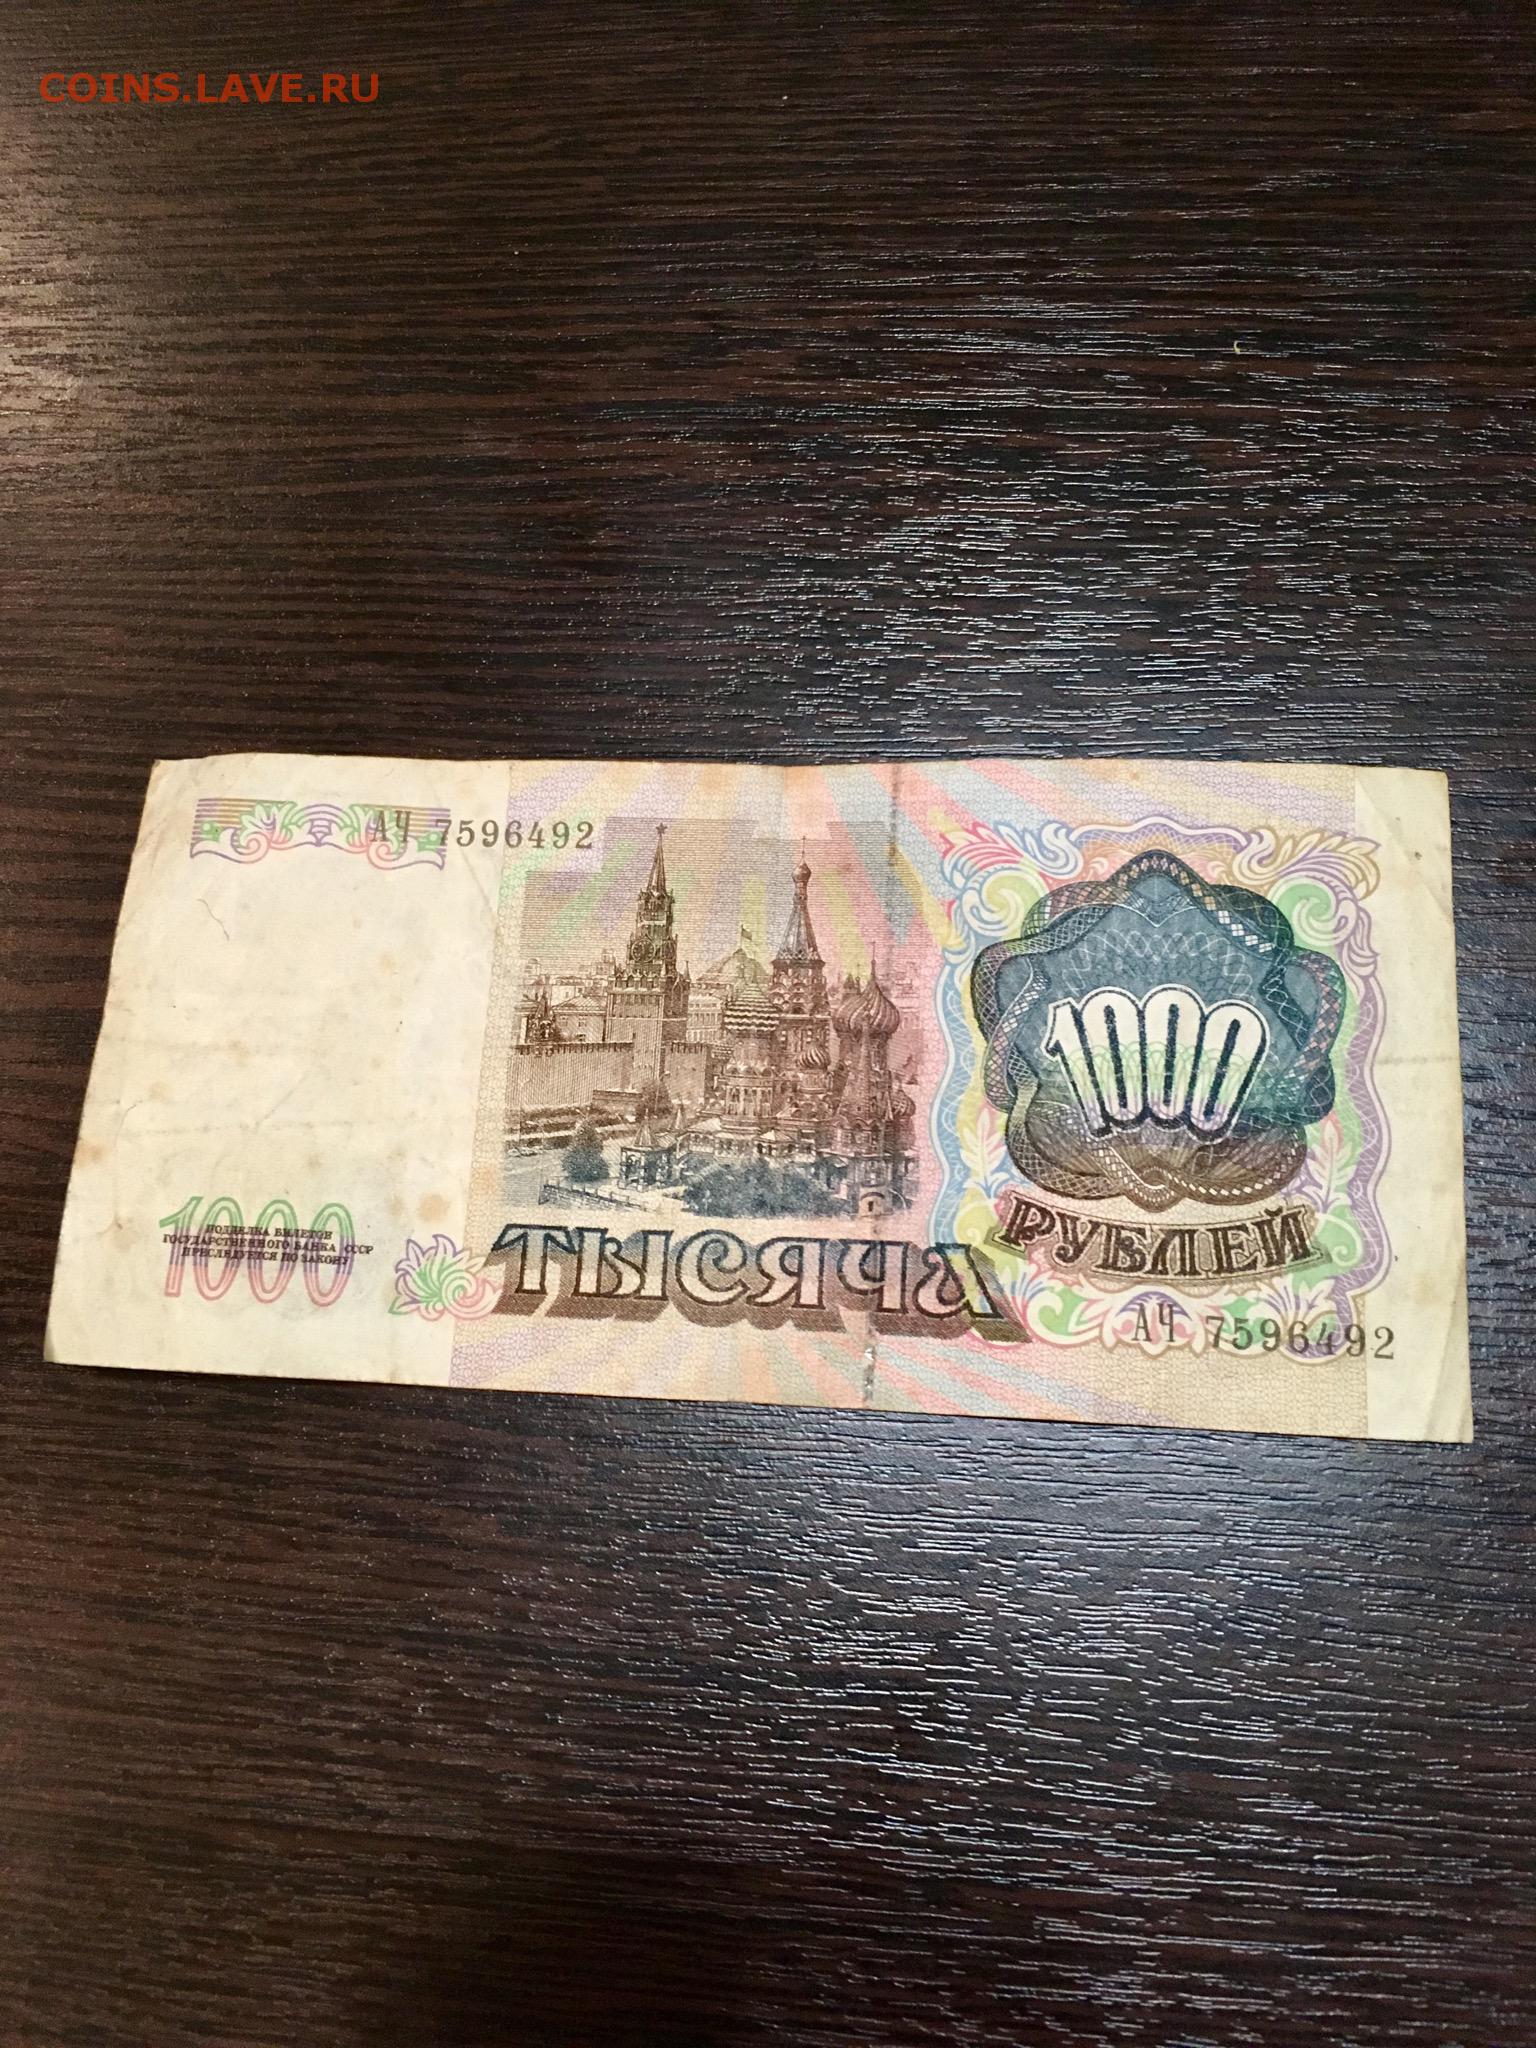 COINS.LAVE.RU
АЧ 7596492
1000
1000
ПОДДЕЛКА БИЛЕТОВ
ГОСУДАРСТВЕННОГО БАНКА СССР
ПРЕСЛЕДУЕТСЯ ПО ЗАКОНУ
ТЫСЯЧА
РУБЛЕЙ
АЧ 7596492